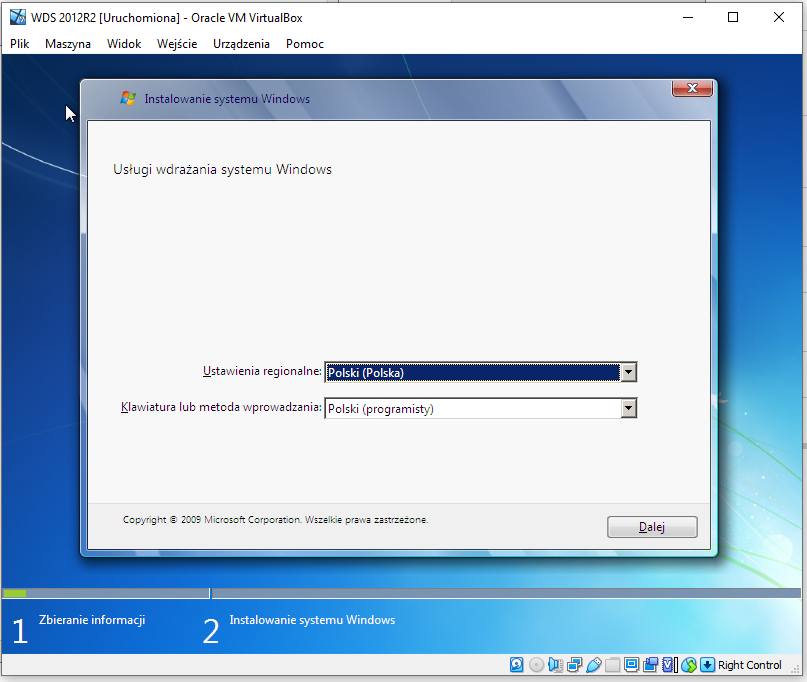 WDS 2012R2 [Uruchomiona] - Oracle VM VirtualBox
Plik Maszyna Widok Wejście Urządzenia Pomoc
Instalowanie systemu Windows
Usługi wdrażania systemu Windows
Ustawienia regionalne: Polski (Polska)
Klawiatura lub metoda wprowadzania: Polski (programisty)
Copyright © 2009 Microsoft Corporation. Wszelkie prawa zastrzeżone.
Dalej
1 Zbieranie informacji 2 Instalowanie systemu Windows
Right Control